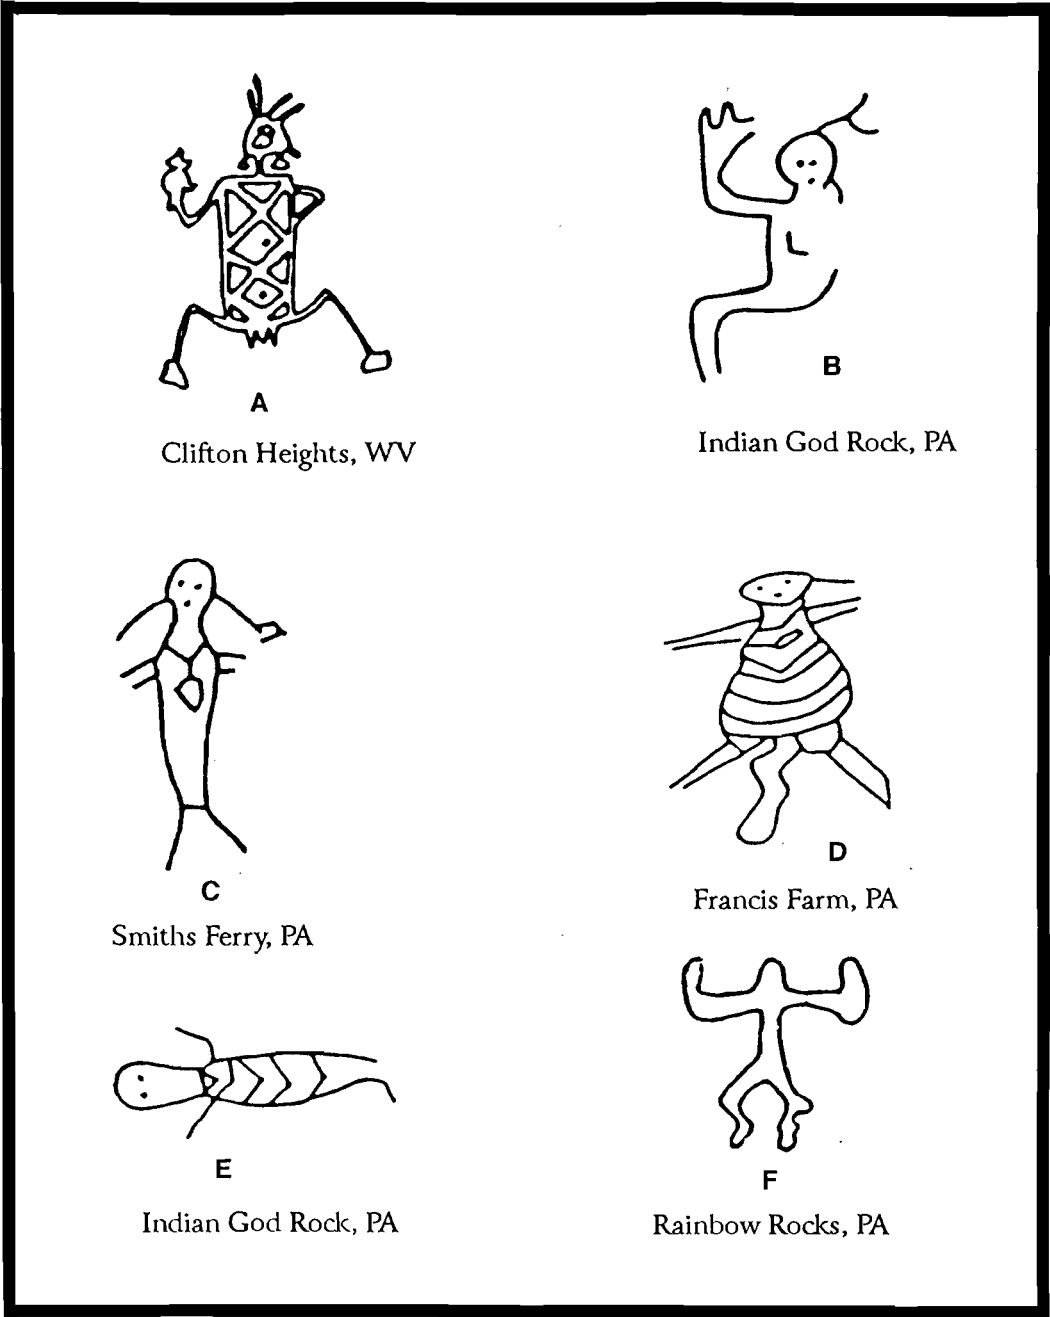 A
Clifton Heights, WV
B
Indian God Rock, PA
C
Smiths Ferry, PA
D
Francis Farm, PA
E
Indian God Rock, PA
F
Rainbow Rocks, PA